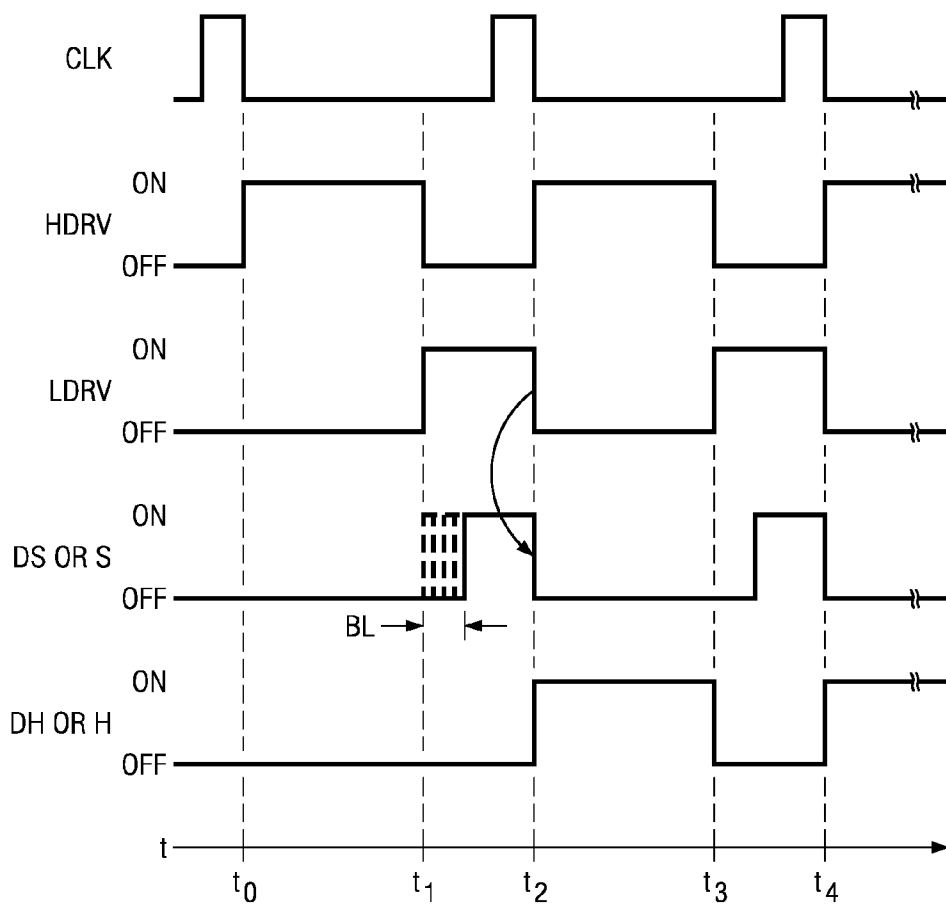 CLK
ON
HDRV
OFF
ON
LDRV
OFF
ON
DS OR S
OFF
BL
ON
DH OR H
OFF
t
t0 t1 t2 t3 t4